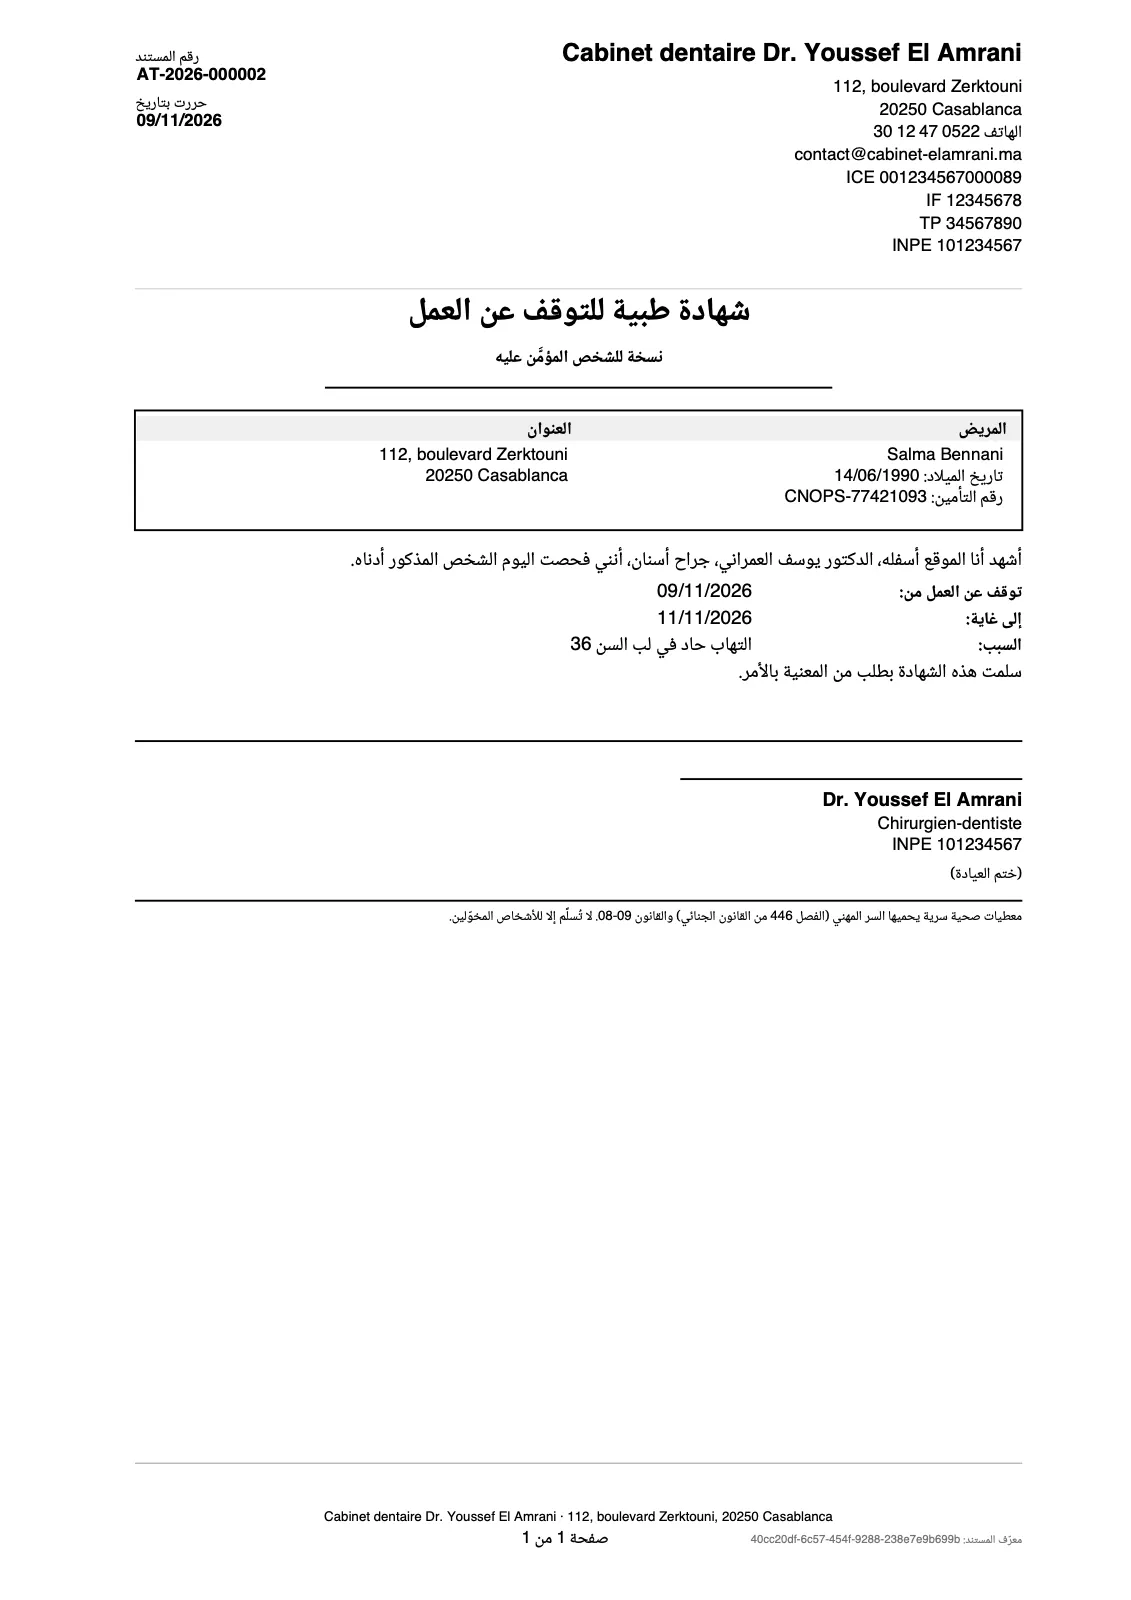 Cabinet dentaire Dr. Youssef El Amrani
112, boulevard Zerktouni
20250 Casablanca
الهاتف 0522 47 12 30
contact@cabinet-elamrani.ma
ICE 001234567000089
IF 12345678
TP 34567890
INPE 101234567
رقم المستند
AT-2026-000002
حررت بتاريخ
09/11/2026
شهادة طبية للتوقف عن العمل
نسخة للشخص المؤمَّن عليه
المريض
Salma Bennani
تاريخ الميلاد: 14/06/1990
رقم التأمين: CNOPS-77421093
العنوان
112, boulevard Zerktouni
20250 Casablanca
أشهد أنا الموقع أسفله، الدكتور يوسف العمراني، جراح أسنان، أنني فحصت اليوم الشخص المذكور أدناه.
توقف عن العمل من: 09/11/2026
إلى غاية: 11/11/2026
السبب: التهاب حاد في لب السن 36
سلمت هذه الشهادة بطلب من المعنية بالأمر.
Dr. Youssef El Amrani
Chirurgien-dentiste
INPE 101234567
(ختم العيادة)
معطيات صحية سرية يحميها السر المهني (الفصل 446 من القانون الجنائي) والقانون 09-08. لا تُسلَّم إلا للأشخاص المخوّلين.
Cabinet dentaire Dr. Youssef El Amrani · 112, boulevard Zerktouni, 20250 Casablanca
معرّف المستند: 40cc20df-6c57-454f-9288-238e7e9b699b
صفحة 1 من 1